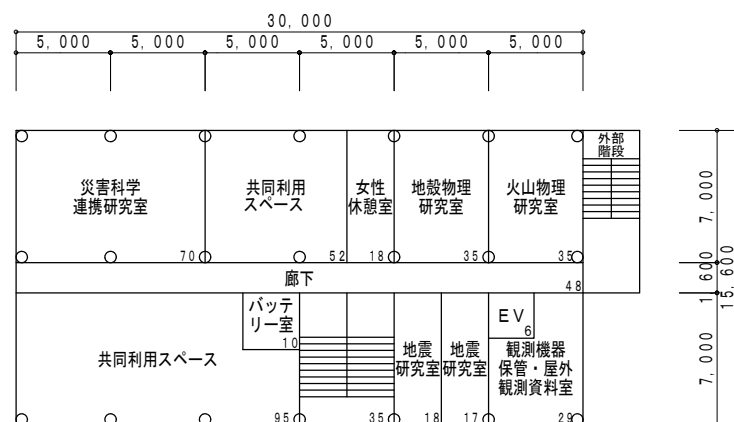 30,000
5,000 5,000 5,000 5,000 5,000 5,000
外部
階段
災害科学
連携研究室
共同利用
スペース
女性
休憩室
地殻物理
研究室
火山物理
研究室
7,000
70 52 18 35 35
廊下
48
1,600
15,600
バッテ
リー室
10
EV
6
共同利用スペース
地震
研究室
地震
研究室
観測機器
保管・屋外
観測資料室
7,000
95 35 18 17 29